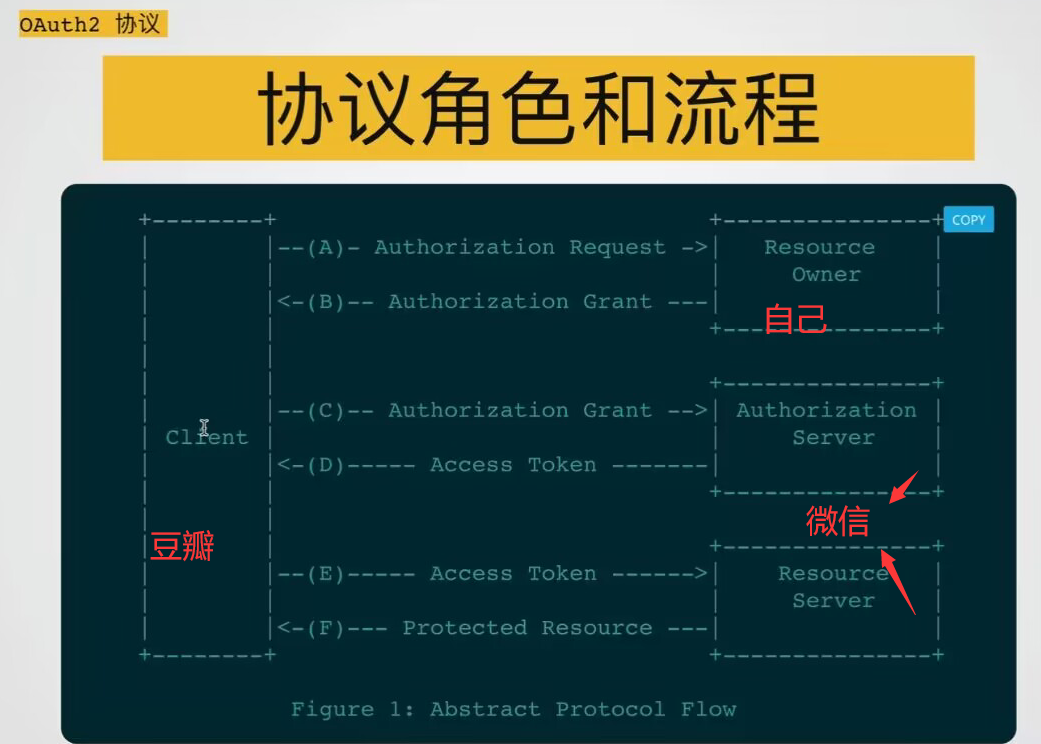 OAuth2 协议
协议角色和流程
COPY
+--------+                               +---------------+
|        |--(A)- Authorization Request ->|   Resource    |
|        |                               |     Owner     |
|        |<-(B)-- Authorization Grant ---|               |
自己
|        |                               +---------------+
|        |
|        |                               +---------------+
|        |--(C)-- Authorization Grant -->| Authorization |
| Client |                               |     Server    |
|        |<-(D)----- Access Token -------|               |
|        |                               +---------------+
微信
豆瓣
|        |                               +---------------+
|        |--(E)----- Access Token ------>|    Resource   |
|        |                               |     Server    |
|        |<-(F)--- Protected Resource ---|               |
+--------+                               +---------------+
Figure 1: Abstract Protocol Flow